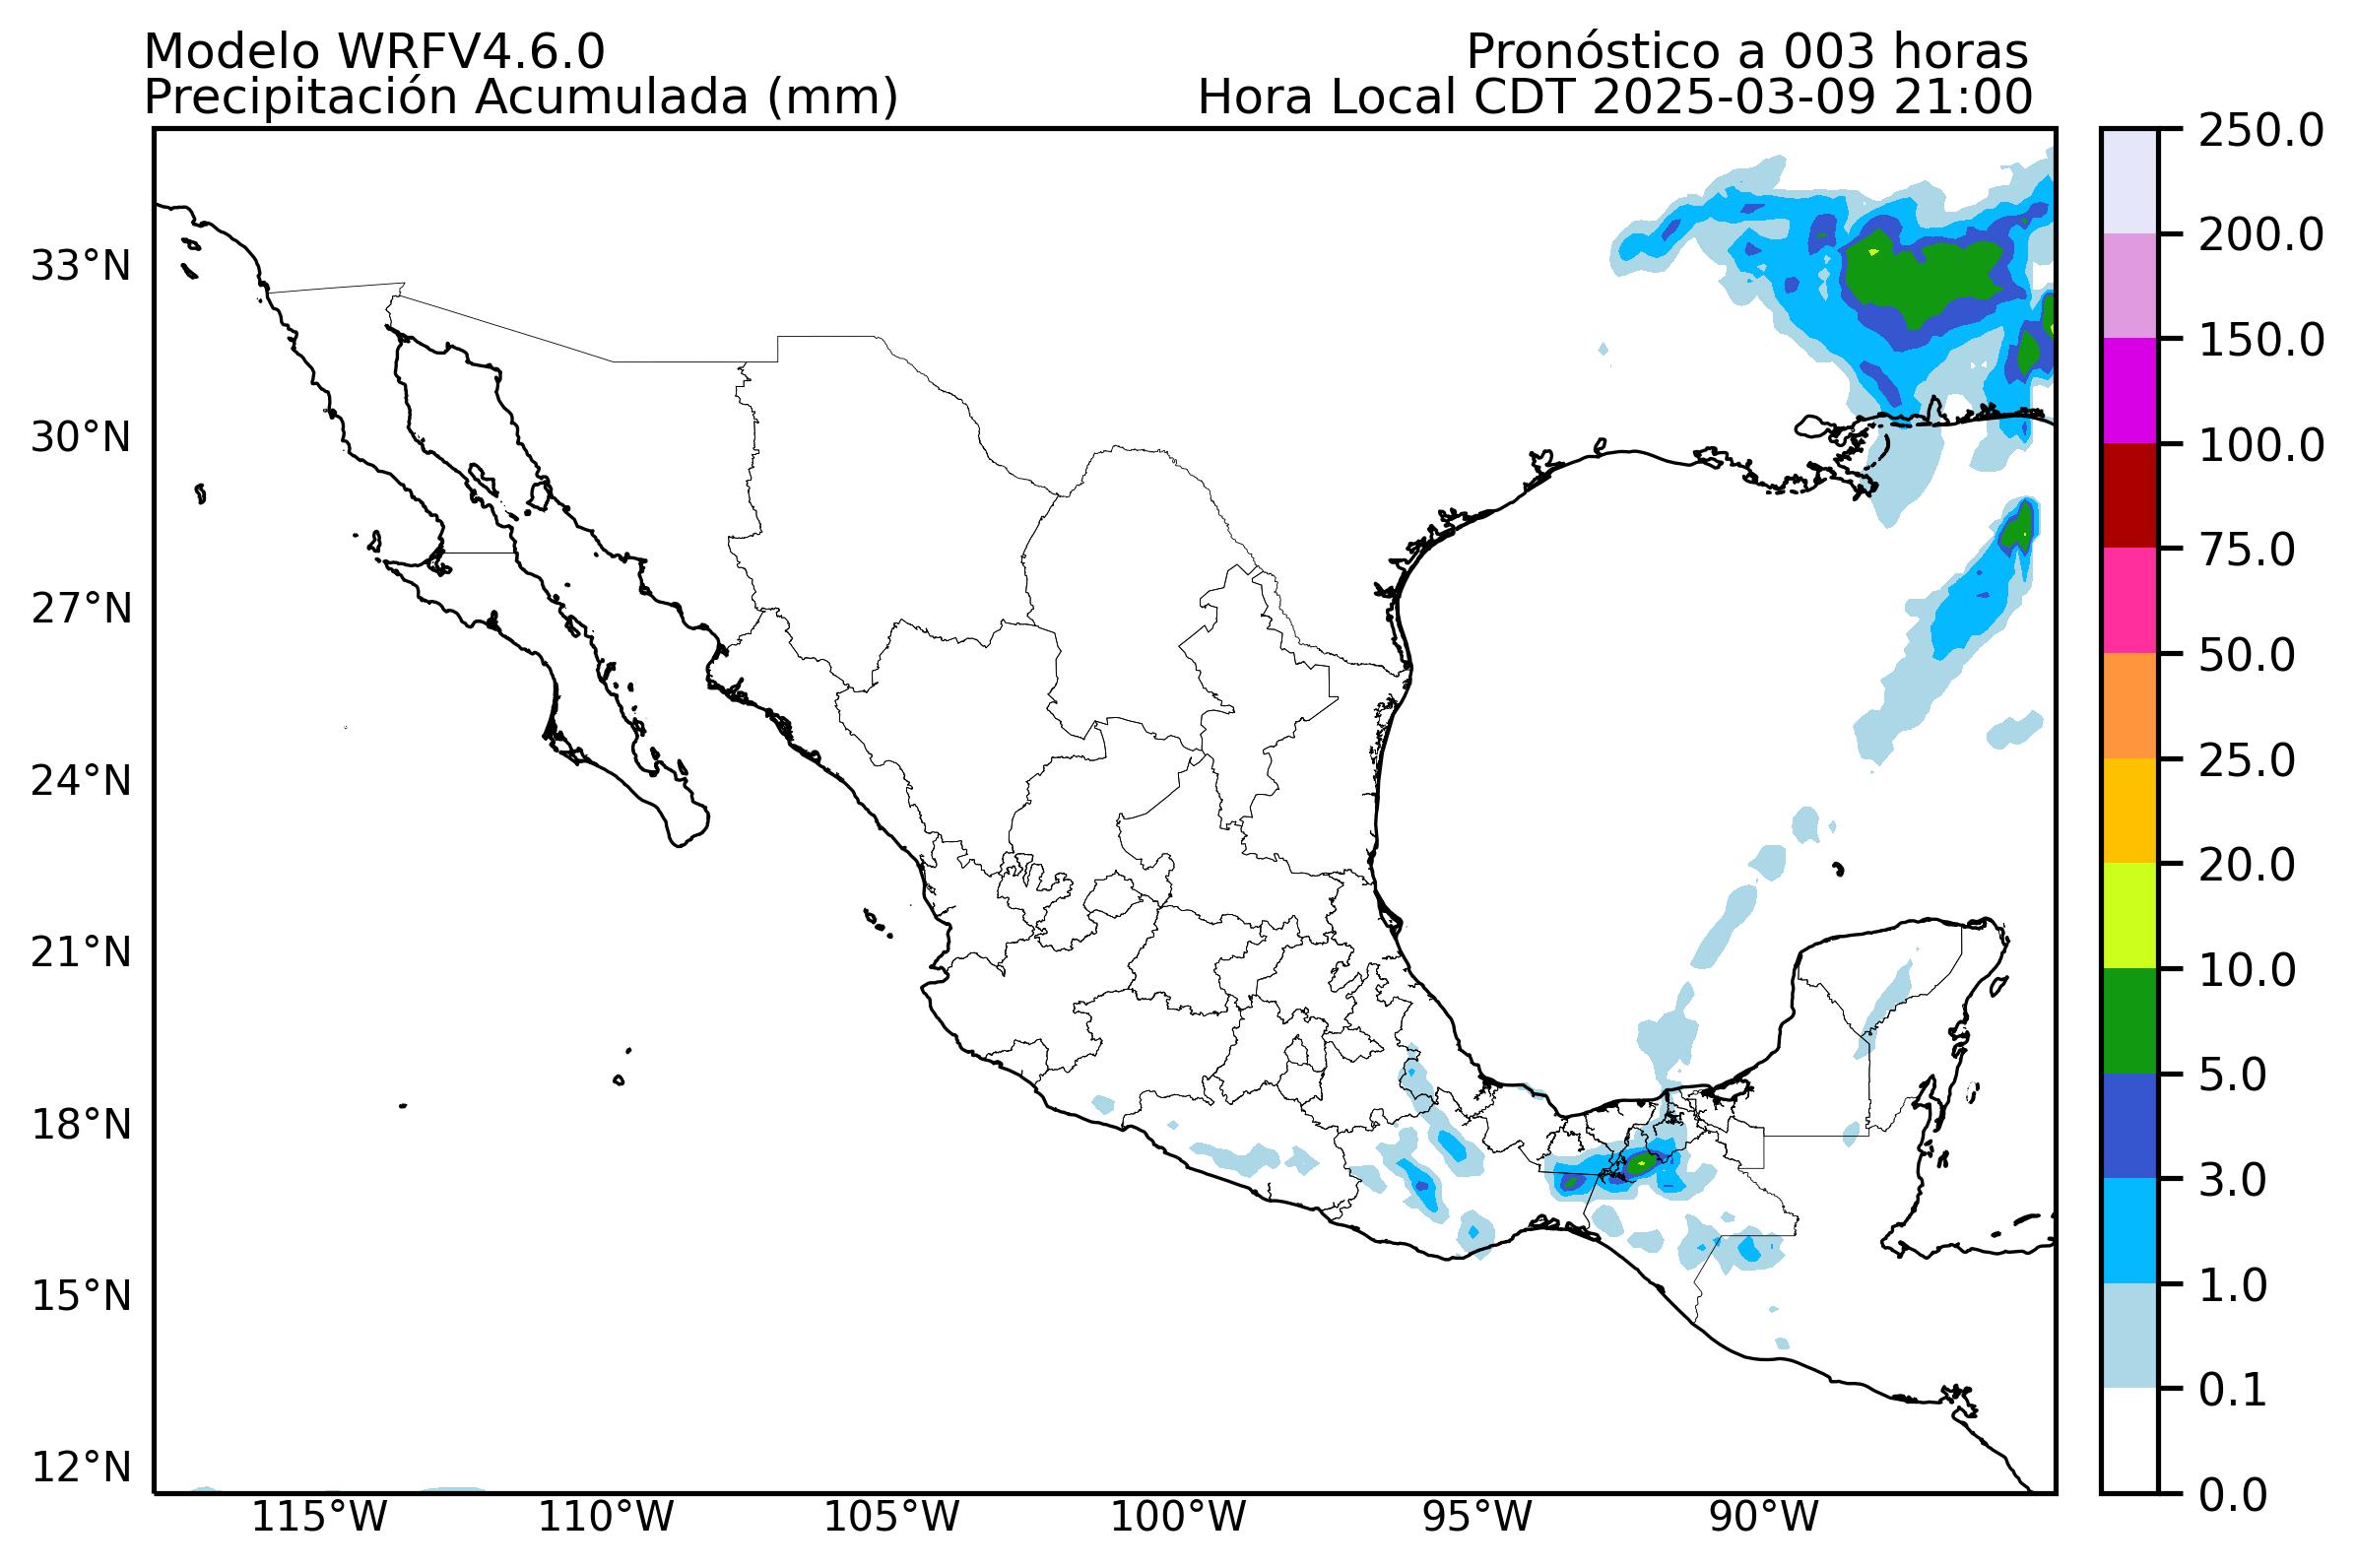 Modelo WRFV4.6.0
Precipitación Acumulada (mm)
Pronóstico a 003 horas
Hora Local CDT 2025-03-09 21:00
33°N
30°N
27°N
24°N
21°N
18°N
15°N
12°N
115°W
110°W
105°W
100°W
95°W
90°W
250.0
200.0
150.0
100.0
75.0
50.0
25.0
20.0
10.0
5.0
3.0
1.0
0.1
0.0